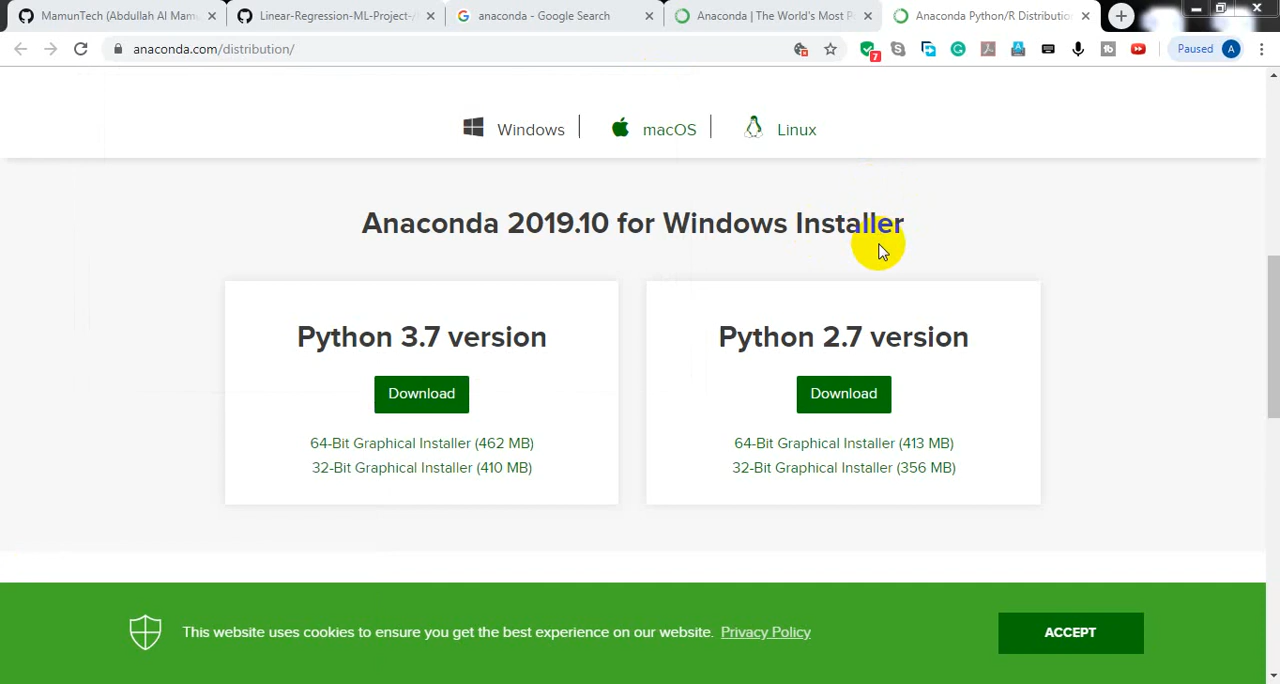 MamunTech (Abdullah Al Mamu
Linear-Regression-ML-Project-/
anaconda - Google Search
Anaconda | The World's Most P
Anaconda Python/R Distribution
anaconda.com/distribution/
7
Paused
A
Windows
macOS
Linux
Anaconda 2019.10 for Windows Installer
Python 3.7 version
Download
64-Bit Graphical Installer (462 MB)
32-Bit Graphical Installer (410 MB)
Python 2.7 version
Download
64-Bit Graphical Installer (413 MB)
32-Bit Graphical Installer (356 MB)
This website uses cookies to ensure you get the best experience on our website. Privacy Policy
ACCEPT